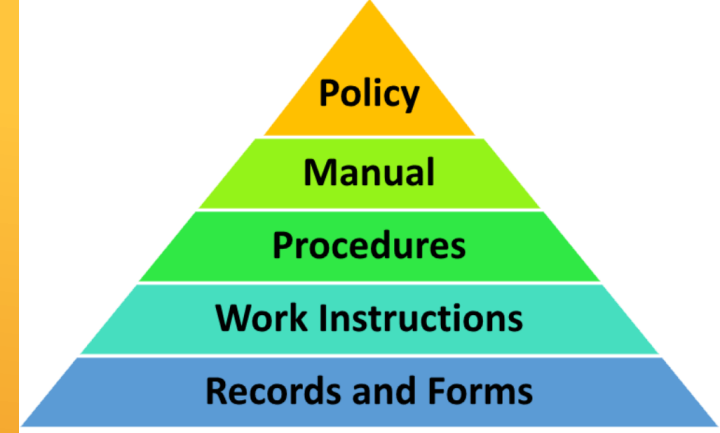 Policy
Manual
Procedures
Work Instructions
Records and Forms